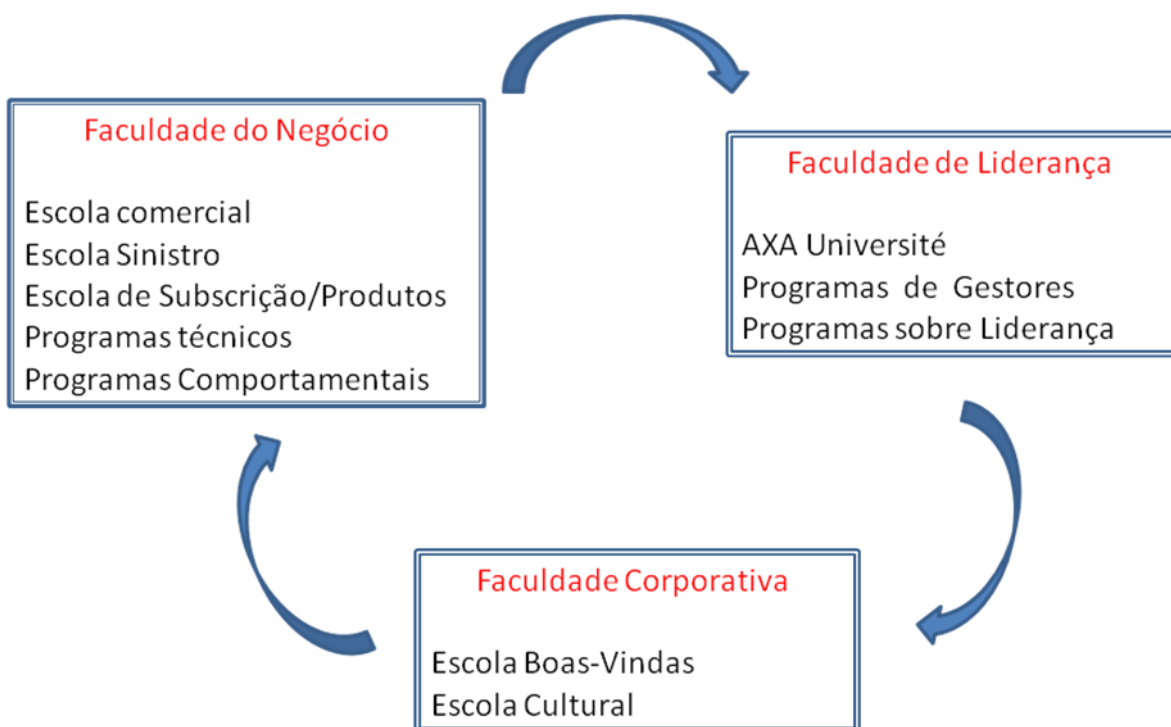 Faculdade do Negócio
Escola comercial
Escola Sinistro
Escola de Subscrição/Produtos
Programas técnicos
Programas Comportamentais
Faculdade de Liderança
AXA Université
Programas de Gestores
Programas sobre Liderança
Faculdade Corporativa
Escola Boas-Vindas
Escola Cultural